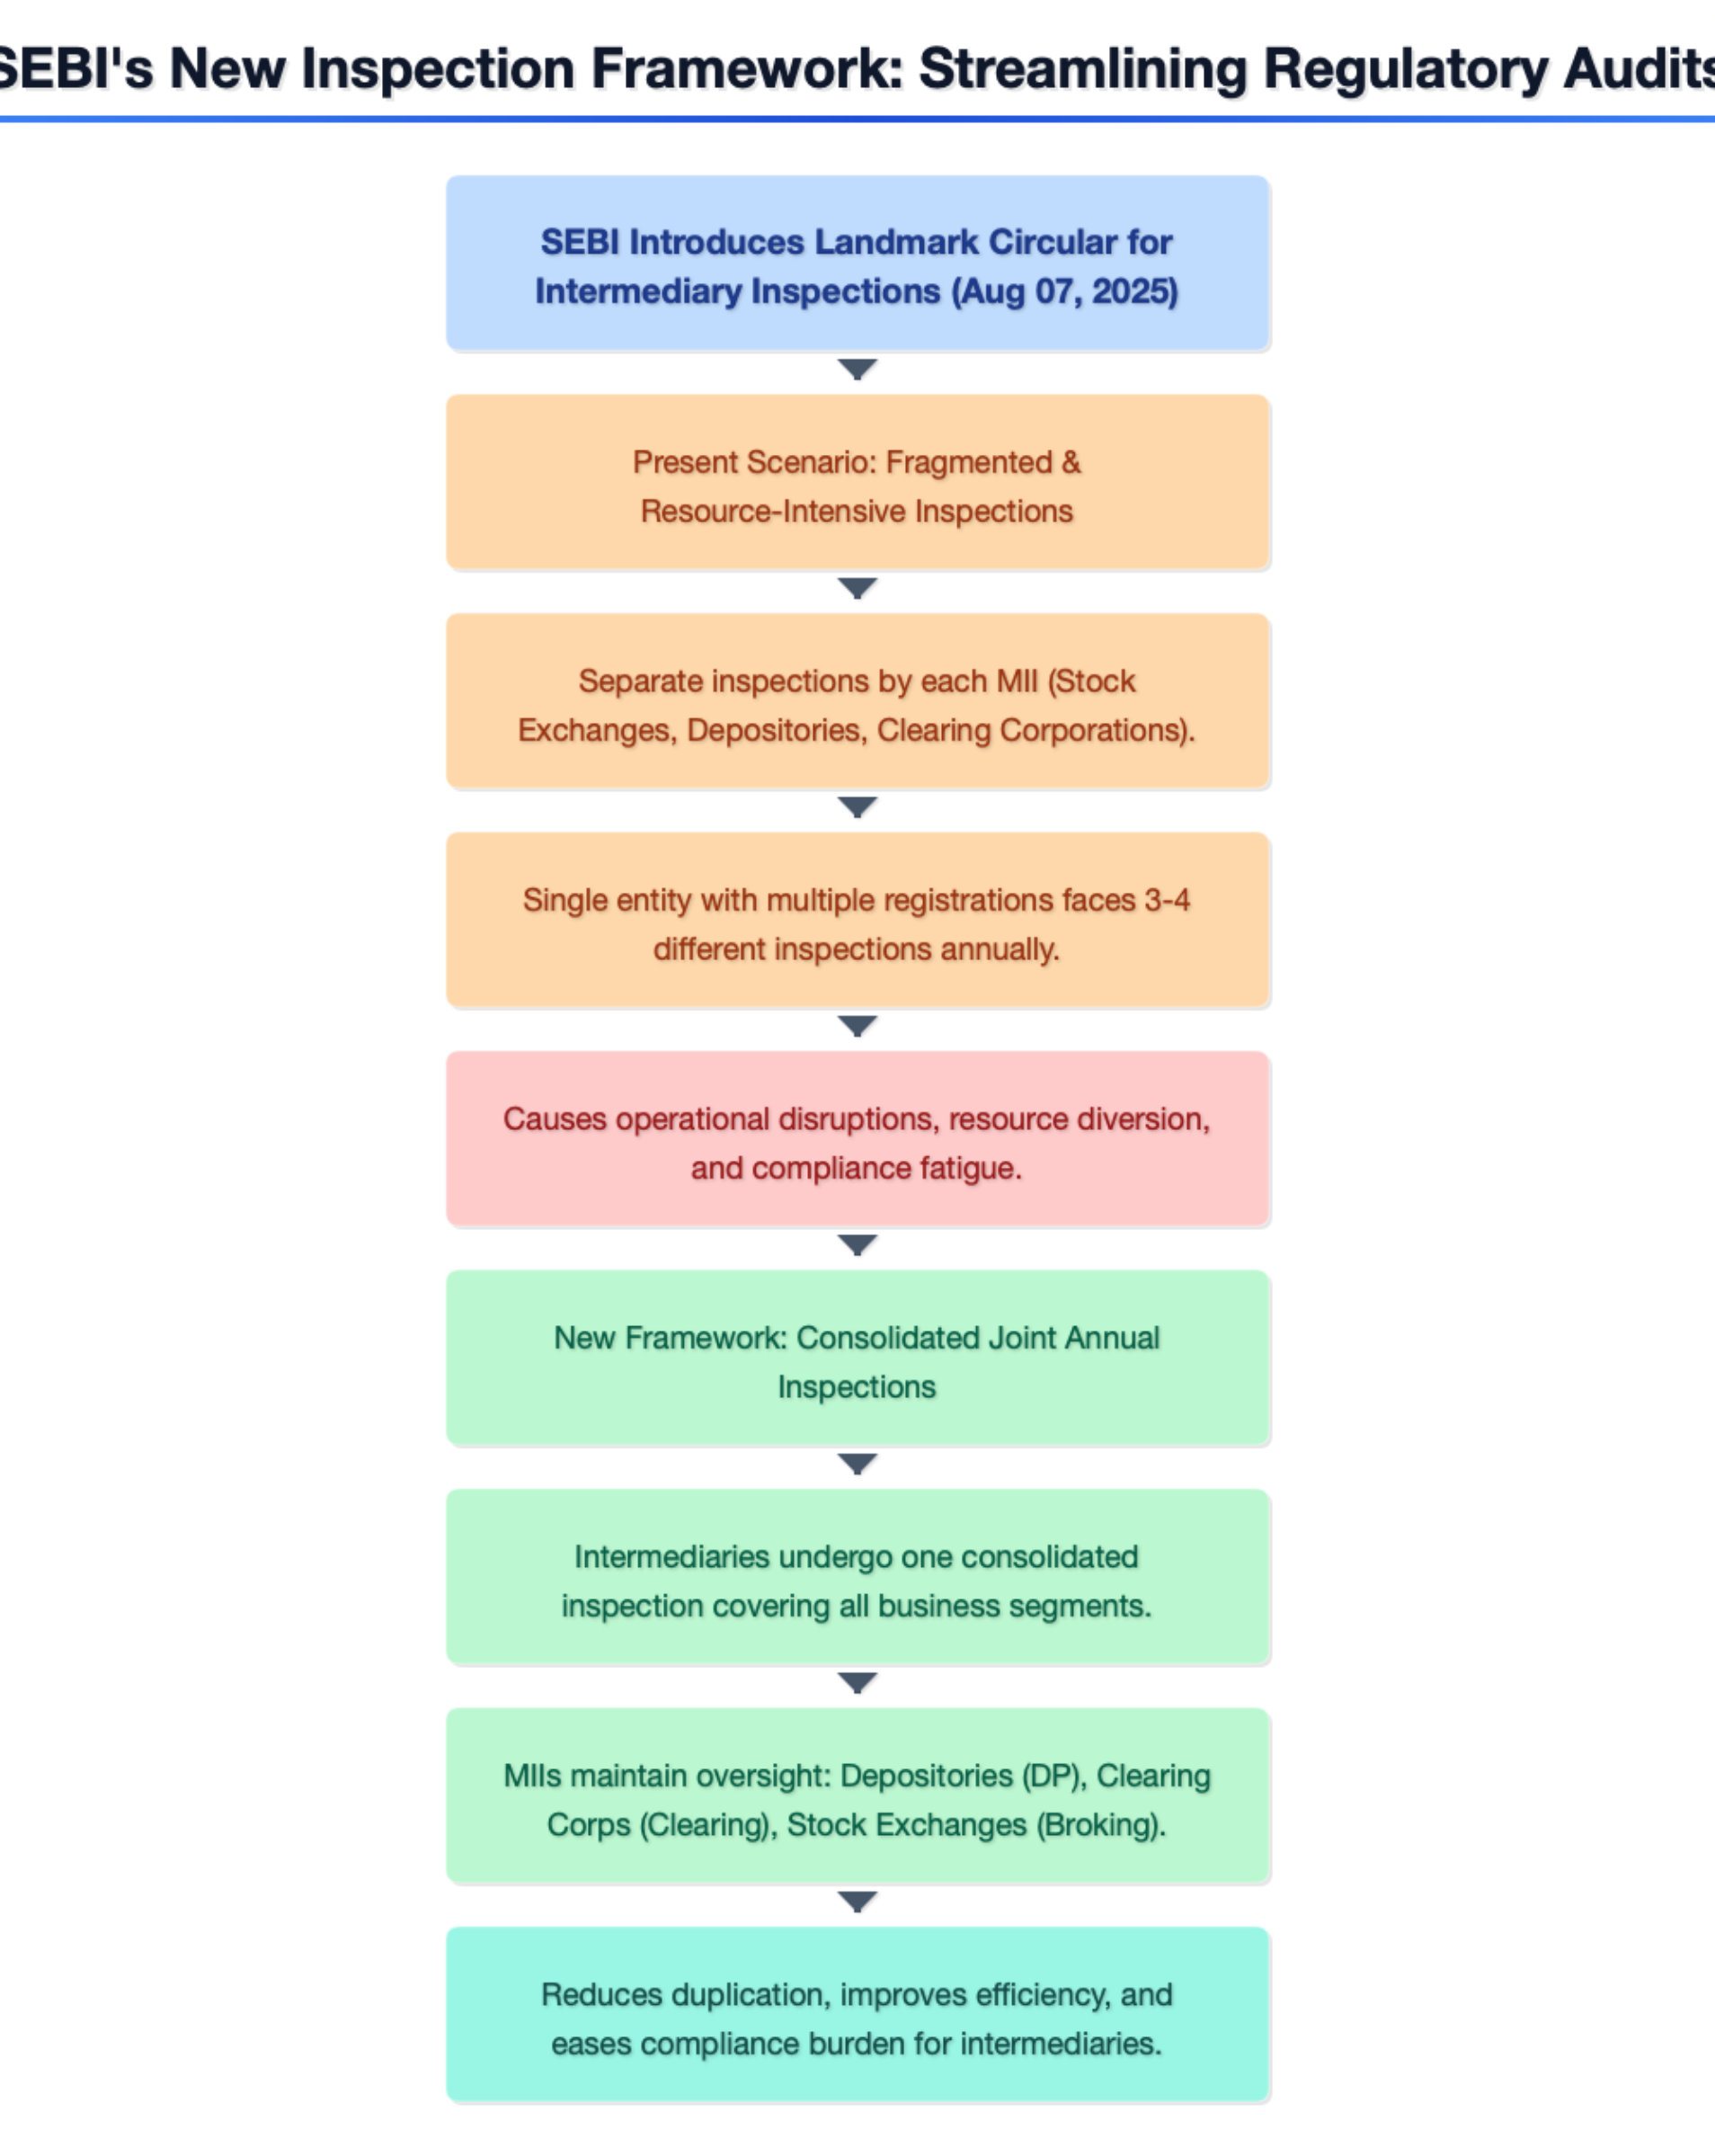 SEBI's New Inspection Framework: Streamlining Regulatory Audits
SEBI Introduces Landmark Circular for
Intermediary Inspections (Aug 07, 2025)
Present Scenario: Fragmented &
Resource-Intensive Inspections
Separate inspections by each MII (Stock
Exchanges, Depositories, Clearing Corporations).
Single entity with multiple registrations faces 3-4
different inspections annually.
Causes operational disruptions, resource diversion,
and compliance fatigue.
New Framework: Consolidated Joint Annual
Inspections
Intermediaries undergo one consolidated
inspection covering all business segments.
MIIs maintain oversight: Depositories (DP), Clearing
Corps (Clearing), Stock Exchanges (Broking).
Reduces duplication, improves efficiency, and
eases compliance burden for intermediaries.